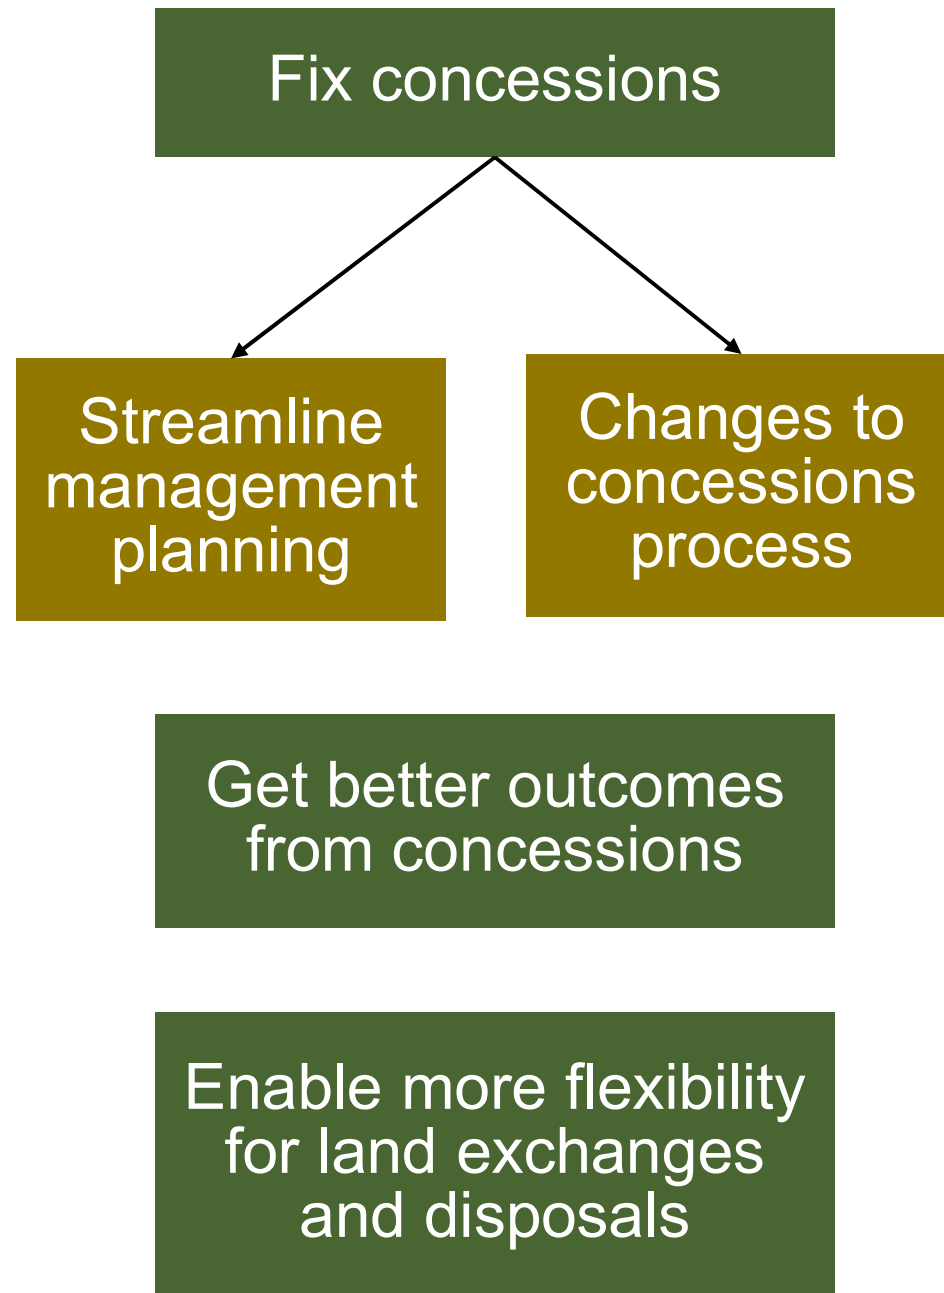 Fix concessions
Streamline
management
planning
Changes to
concessions
process
Get better outcomes
from concessions
Enable more flexibility
for land exchanges
and disposals